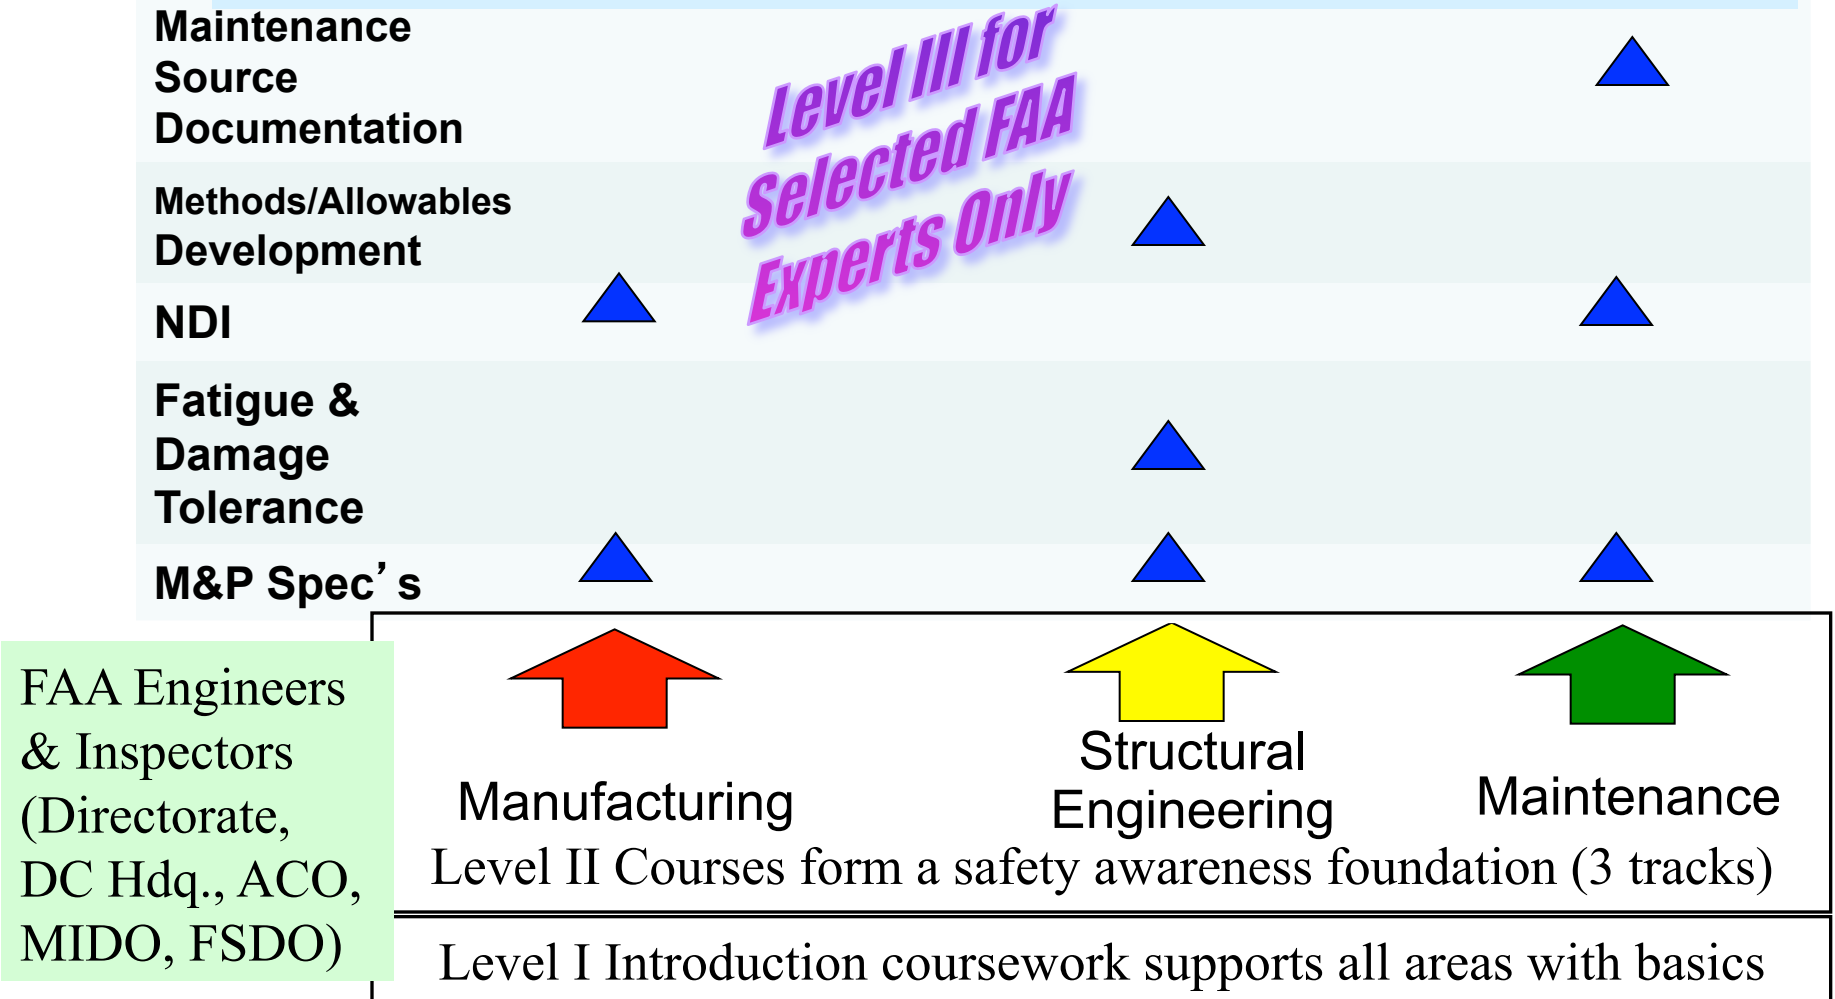 Maintenance
Source
Documentation
Level III for
Selected FAA
Experts Only
Methods/Allowables
Development
NDI
Fatigue &
Damage
Tolerance
M&P Spec’s
FAA Engineers
& Inspectors
(Directorate,
DC Hdq., ACO,
MIDO, FSDO)
Manufacturing
Structural
Engineering
Maintenance
Level II Courses form a safety awareness foundation (3 tracks)
Level I Introduction coursework supports all areas with basics